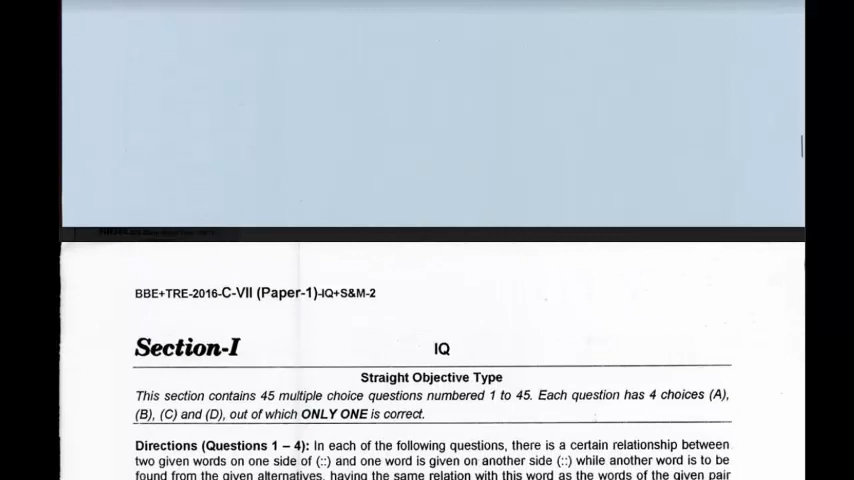 BBE+TRE-2016-C-VII (Paper-1)-IQ+S&M-2
Section-I IQ
Straight Objective Type
This section contains 45 multiple choice questions numbered 1 to 45. Each question has 4 choices (A),
(B), (C) and (D), out of which ONLY ONE is correct.
Directions (Questions 1 – 4): In each of the following questions, there is a certain relationship between
two given words on one side of (::) and one word is given on another side (::) while another word is to be
found from the given alternatives, having the same relation with this word as the words of the given pair